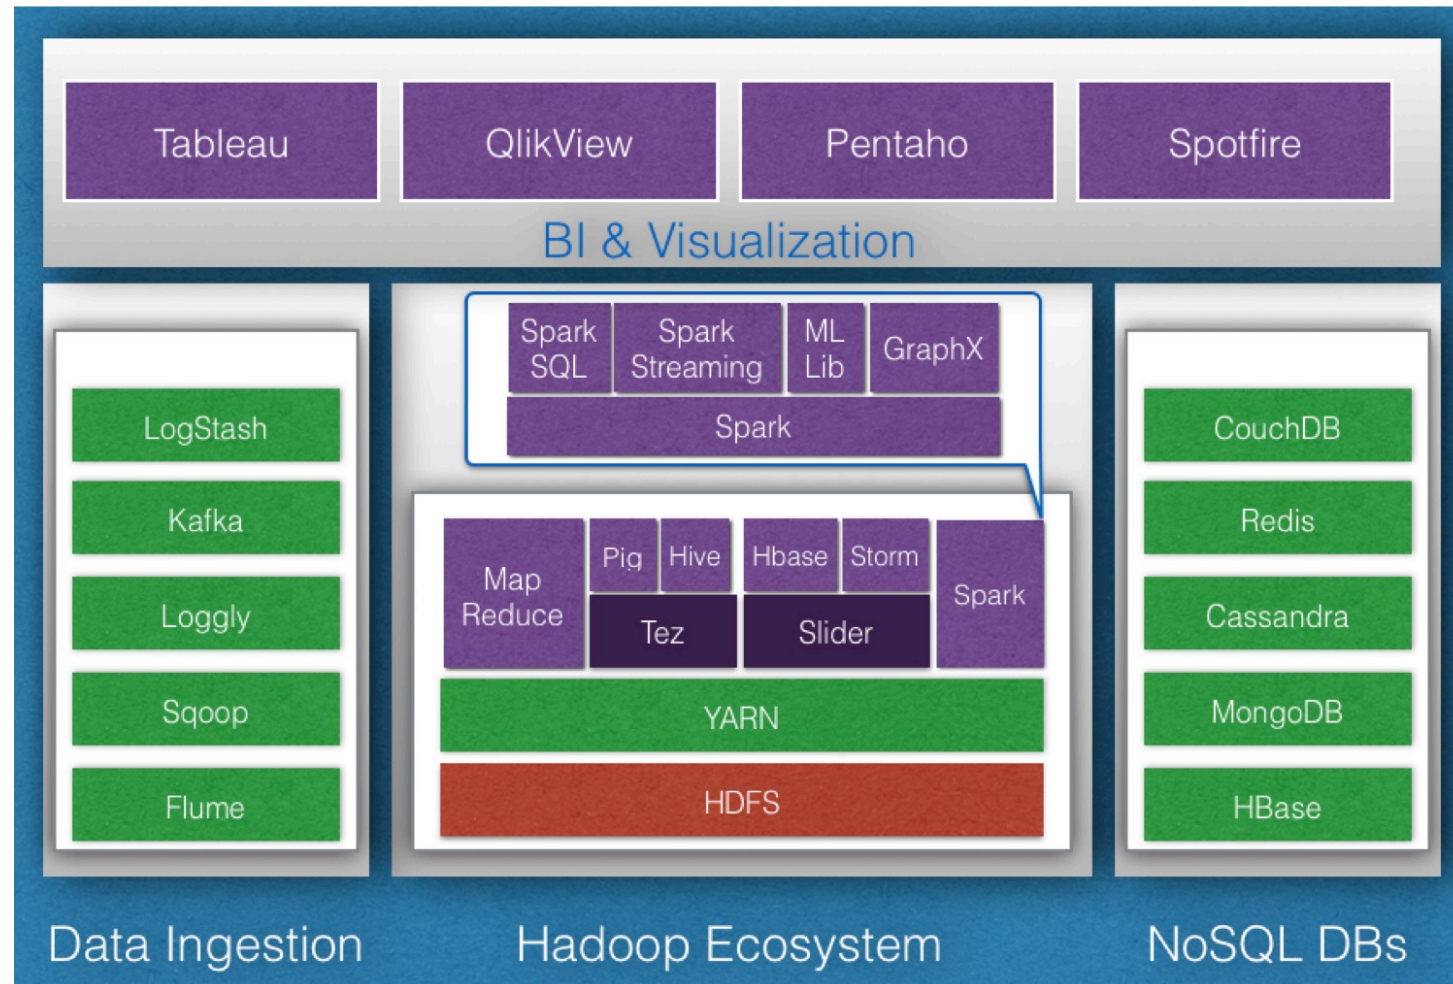 Tableau
QlikView
Pentaho
Spotfire
BI & Visualization
LogStash
Kafka
Loggly
Sqoop
Flume
Data Ingestion
Spark
SQL
Spark
Streaming
ML
Lib
GraphX
Spark
Map
Reduce
Pig
Hive
Hbase
Storm
Spark
Tez
Slider
YARN
HDFS
Hadoop Ecosystem
CouchDB
Redis
Cassandra
MongoDB
HBase
NoSQL DBs